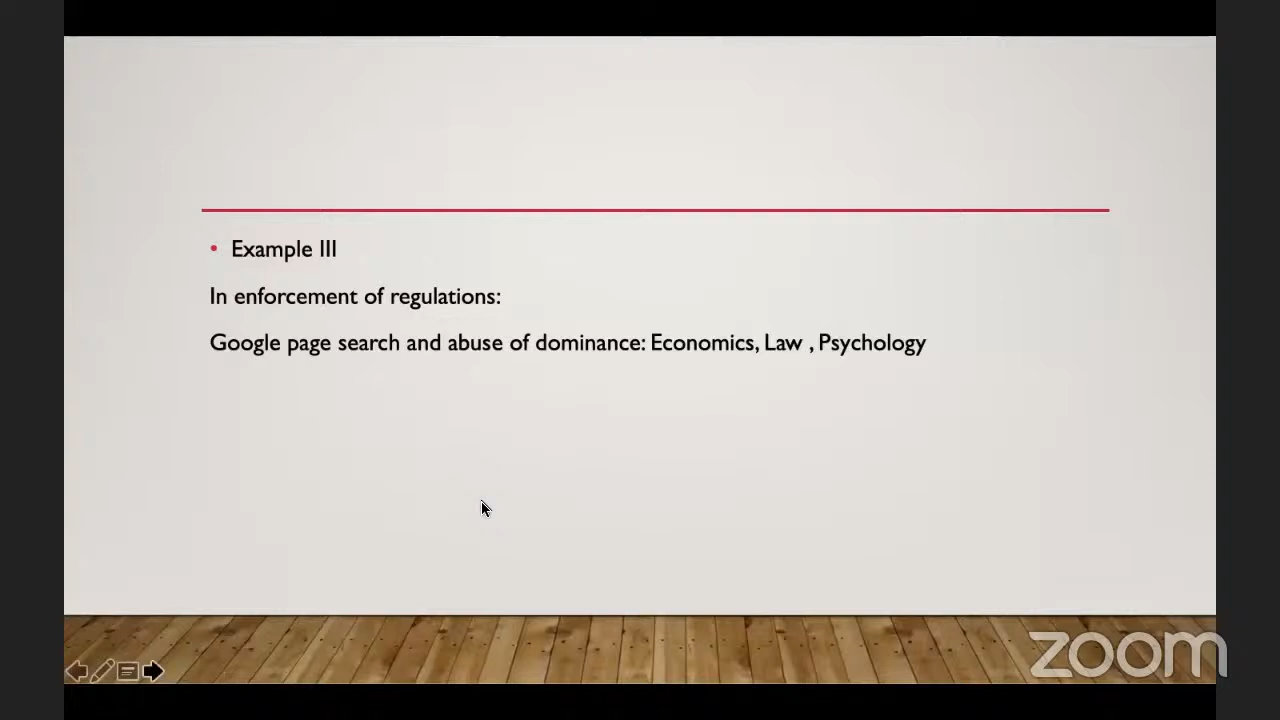 Example III
In enforcement of regulations:
Google page search and abuse of dominance: Economics, Law , Psychology
zoom